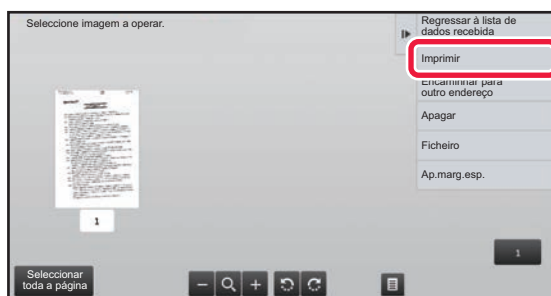 Seleccione imagem a operar.
Regressar à lista de
dados recebida
Imprimir
Encaminhar para
outro endereço
Apagar
Ficheiro
Ap.marg.esp.
1
1
Seleccionar
toda a página